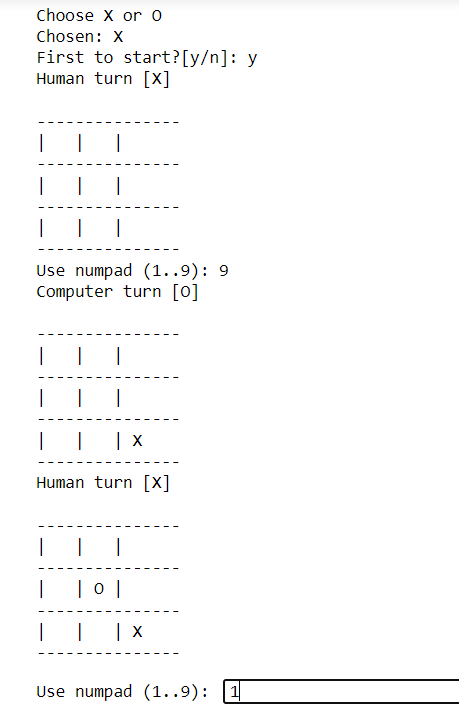 Choose X or O
Chosen: X
First to start?[y/n]: y
Human turn [X]
---------------
|   |   |
---------------
|   |   |
---------------
|   |   |
---------------
Use numpad (1..9): 9
Computer turn [O]
---------------
|   |   |
---------------
|   |   |
---------------
|   |   | X
---------------
Human turn [X]
---------------
|   |   |
---------------
|   | O |
---------------
|   |   | X
---------------
Use numpad (1..9): 1